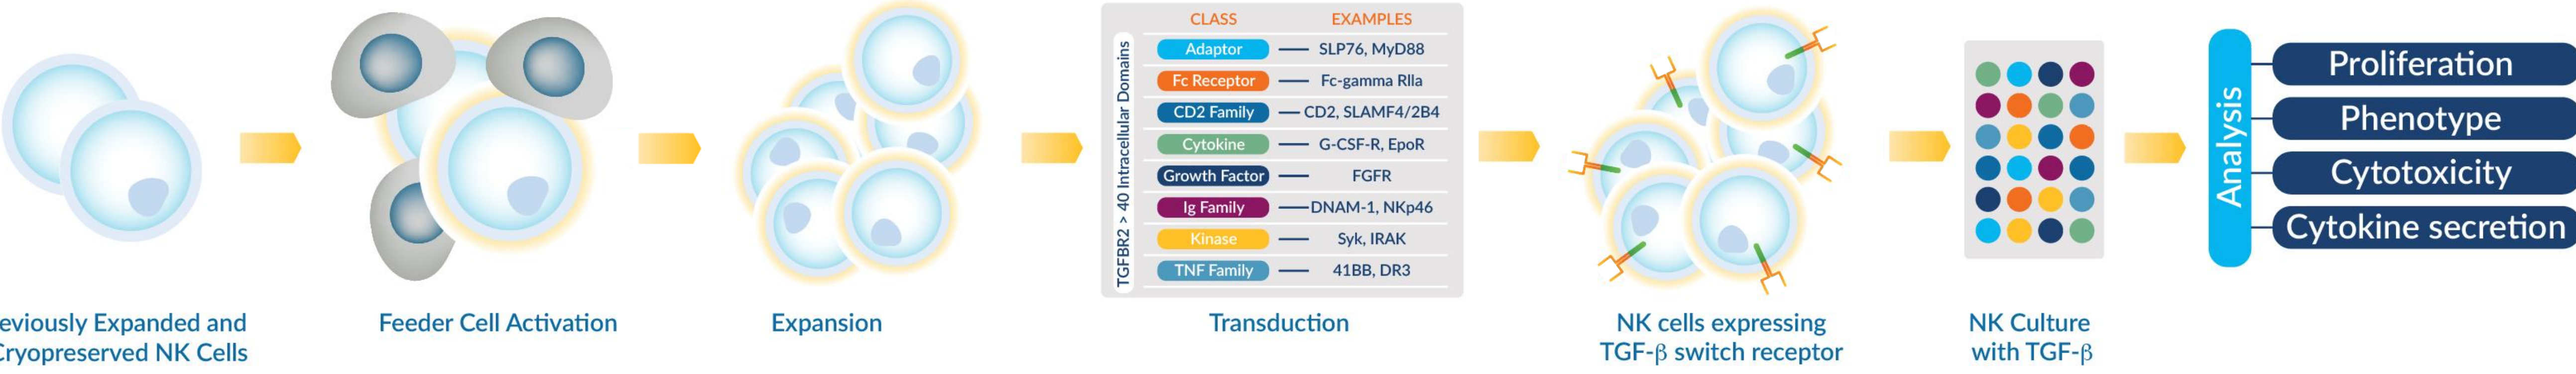 eviously Expanded and
Cryopreserved NK Cells
Feeder Cell Activation
Expansion
TGFBR2 > 40 Intracellular Domains
CLASS EXAMPLES
Adaptor — SLP76, MyD88
Fc Receptor — Fc-gamma RIIa
CD2 Family — CD2, SLAMF4/2B4
Cytokine — G-CSF-R, EpoR
Growth Factor — FGFR
Ig Family — DNAM-1, NKp46
Kinase — Syk, IRAK
TNF Family — 41BB, DR3
Transduction
NK cells expressing
TGF-β switch receptor
NK Culture
with TGF-β
Analysis
Proliferation
Phenotype
Cytotoxicity
Cytokine secretion